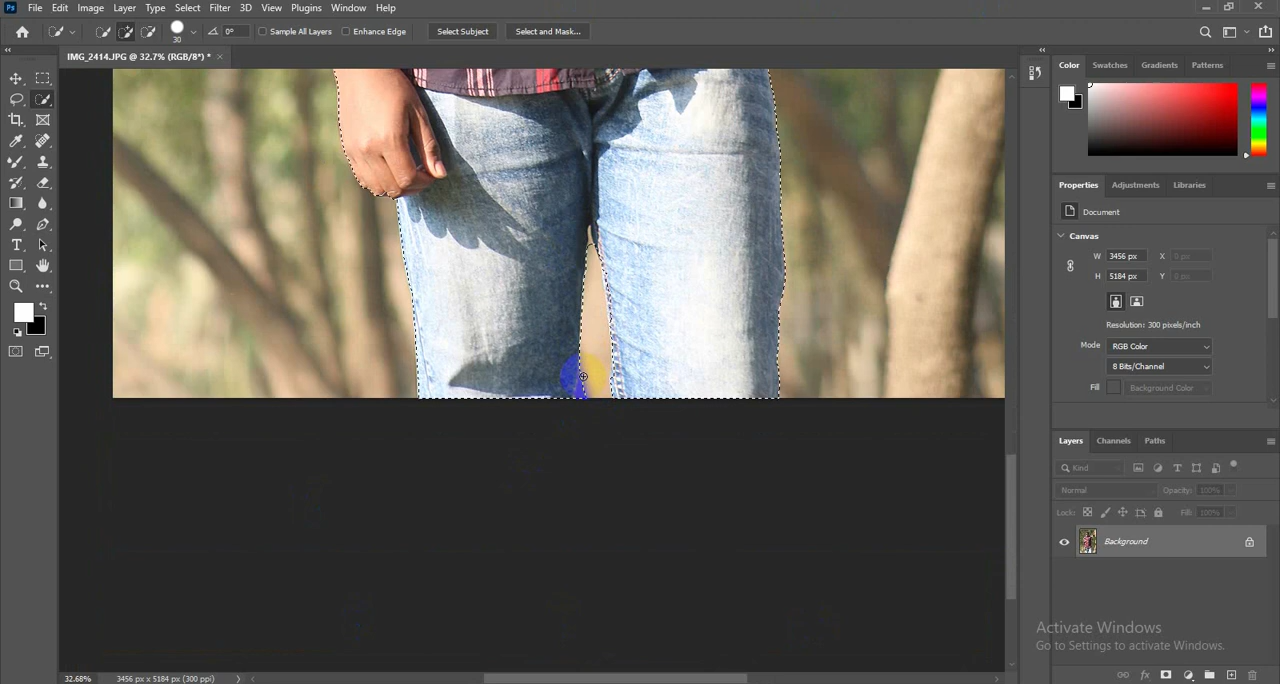 Ps File Edit Image Layer Type Select Filter 3D View Plugins Window Help
30 0° Sample All Layers Enhance Edge Select Subject Select and Mask...
IMG_2414.JPG @ 32.7% (RGB/8*) * ×
Color Swatches Gradients Patterns
Properties Adjustments Libraries
Document
Canvas
W 3456 px X 0 px
H 5184 px Y 0 px
Resolution: 300 pixels/inch
Mode RGB Color
8 Bits/Channel
Fill Background Color
Layers Channels Paths
Kind
Normal Opacity: 100%
Lock: Fill: 100%
Background
Activate Windows
Go to Settings to activate Windows.
32.68% 3456 px x 5184 px (300 ppi)